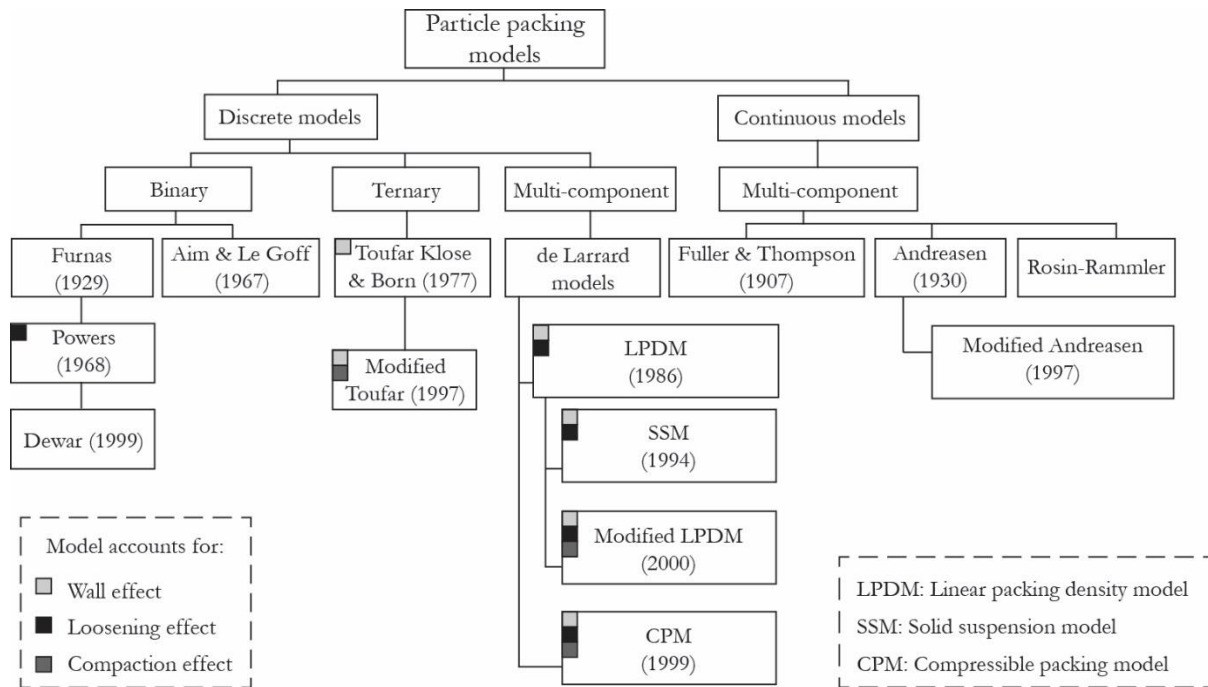 Particle packing
models
Discrete models
Continuous models
Binary
Ternary
Multi-component
Multi-component
Furnas
(1929)
Aim & Le Goff
(1967)
Toufar Klose
& Born (1977)
de Larrard
models
Fuller & Thompson
(1907)
Andreasen
(1930)
Rosin-Rammler
Powers
(1968)
Modified
Toufar (1997)
LPDM
(1986)
Modified Andreasen
(1997)
Dewar (1999)
SSM
(1994)
Modified LPDM
(2000)
CPM
(1999)
Model accounts for:
Wall effect
Loosening effect
Compaction effect
LPDM: Linear packing density model
SSM: Solid suspension model
CPM: Compressible packing model